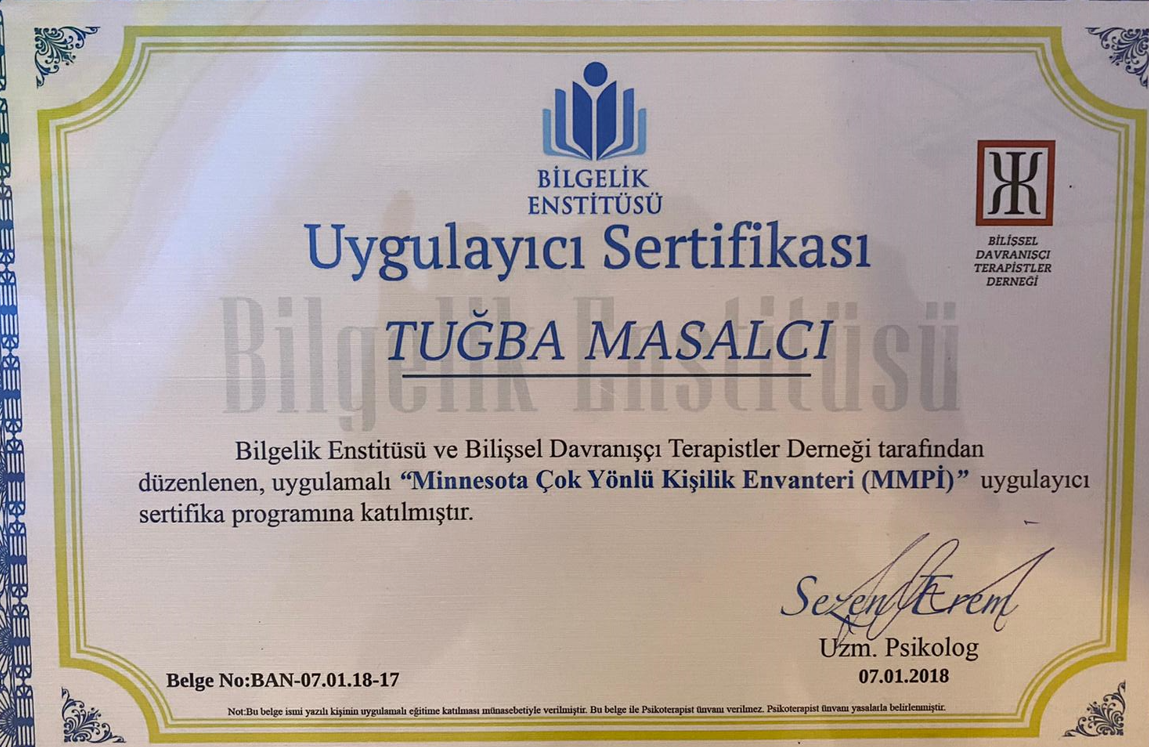 BİLGELİK
ENSTİTÜSÜ
Uygulayıcı Sertifikası
BİLİŞSEL
DAVRANIŞÇI
TERAPİSTLER
DERNEĞİ
Bilgelik Enstitüsü
TUĞBA MASALCI
Bilgelik Enstitüsü ve Bilişsel Davranışçı Terapistler Derneği tarafından
düzenlenen, uygulamalı “Minnesota Çok Yönlü Kişilik Envanteri (MMPİ)” uygulayıcı
sertifika programına katılmıştır.
Sezen Erem
Uzm. Psikolog
07.01.2018
Belge No:BAN-07.01.18-17
Not:Bu belge ismi yazılı kişinin uygulamalı eğitime katılması münasebetiyle verilmiştir. Bu belge ile Psikoterapist ünvanı verilmez. Psikoterapist ünvanı yasalarla belirlenmiştir.